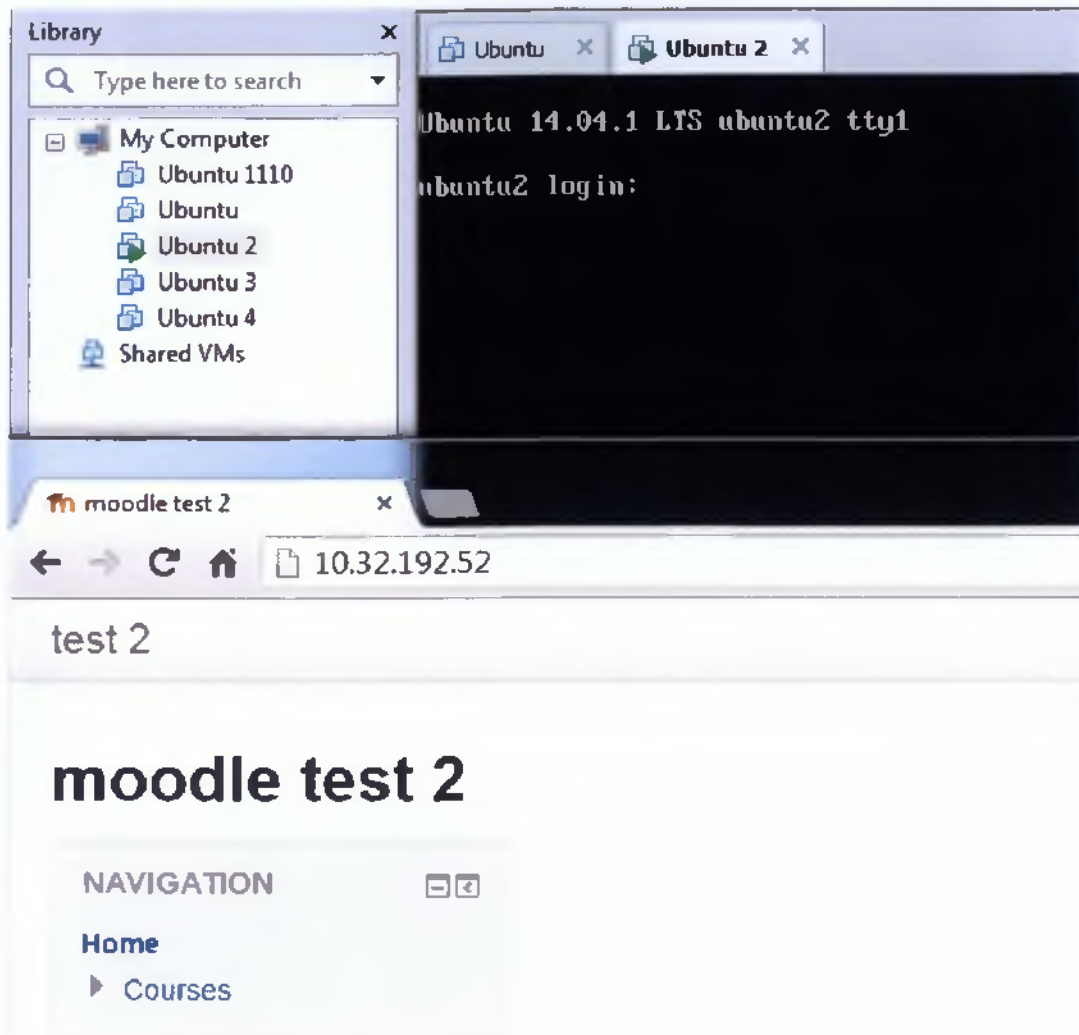 Library
Type here to search
My Computer
Ubuntu 1110
Ubuntu
Ubuntu 2
Ubuntu 3
Ubuntu 4
Shared VMs
Ubuntu
Ubuntu 2
Ubuntu 14.04.1 LTS ubuntu2 tty1
ubuntu2 login:
moodle test 2
10.32.192.52
test 2
moodle test 2
NAVIGATION
Home
Courses